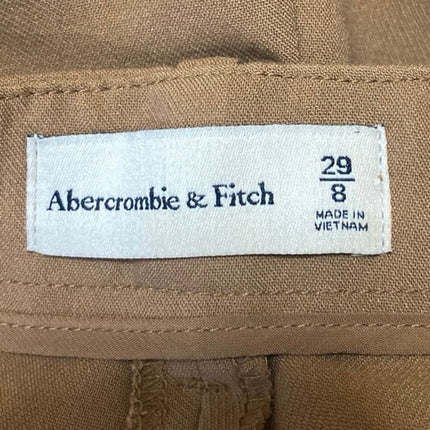 Abercrombie & Fitch
29
8
MADE IN
VIETNAM